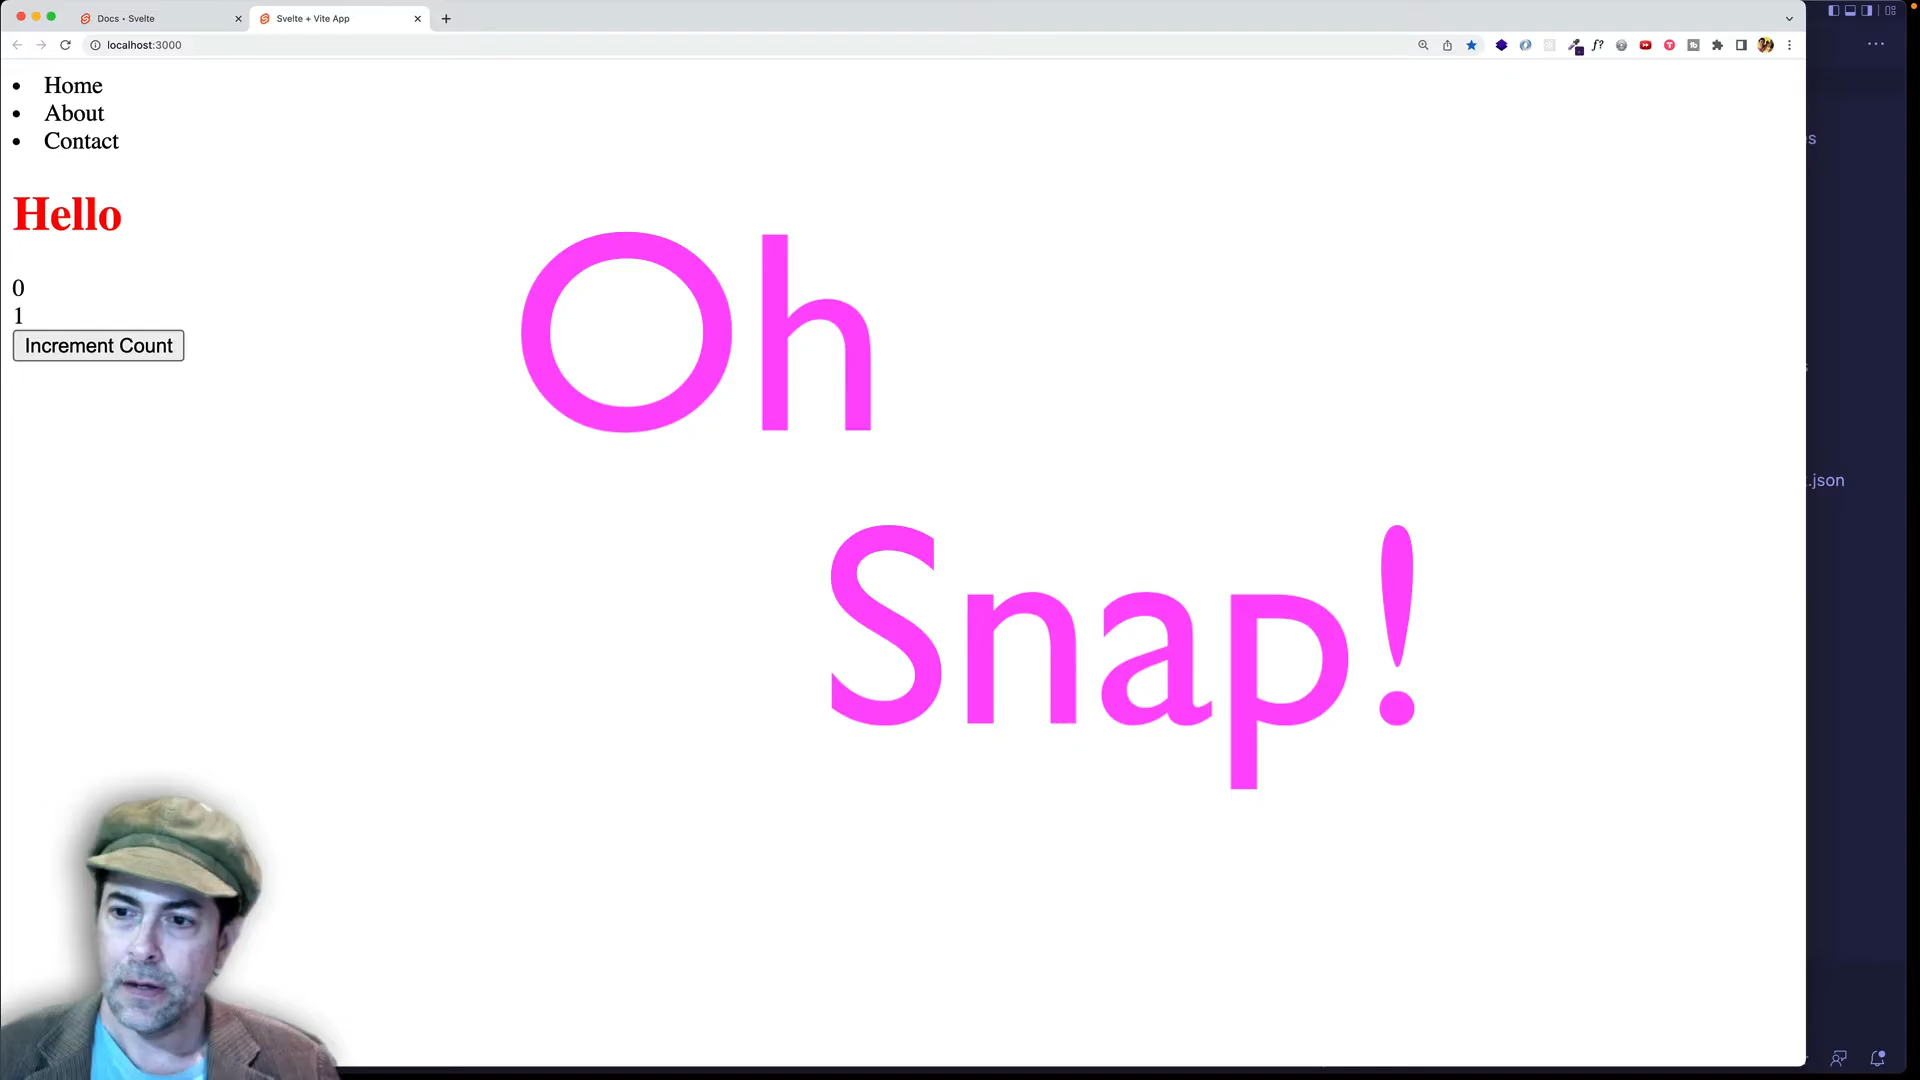 Docs • Svelte
Svelte + Vite App
localhost:3000
Home
About
Contact
Hello
0
1
Increment Count
Oh
Snap!
s
s
.json